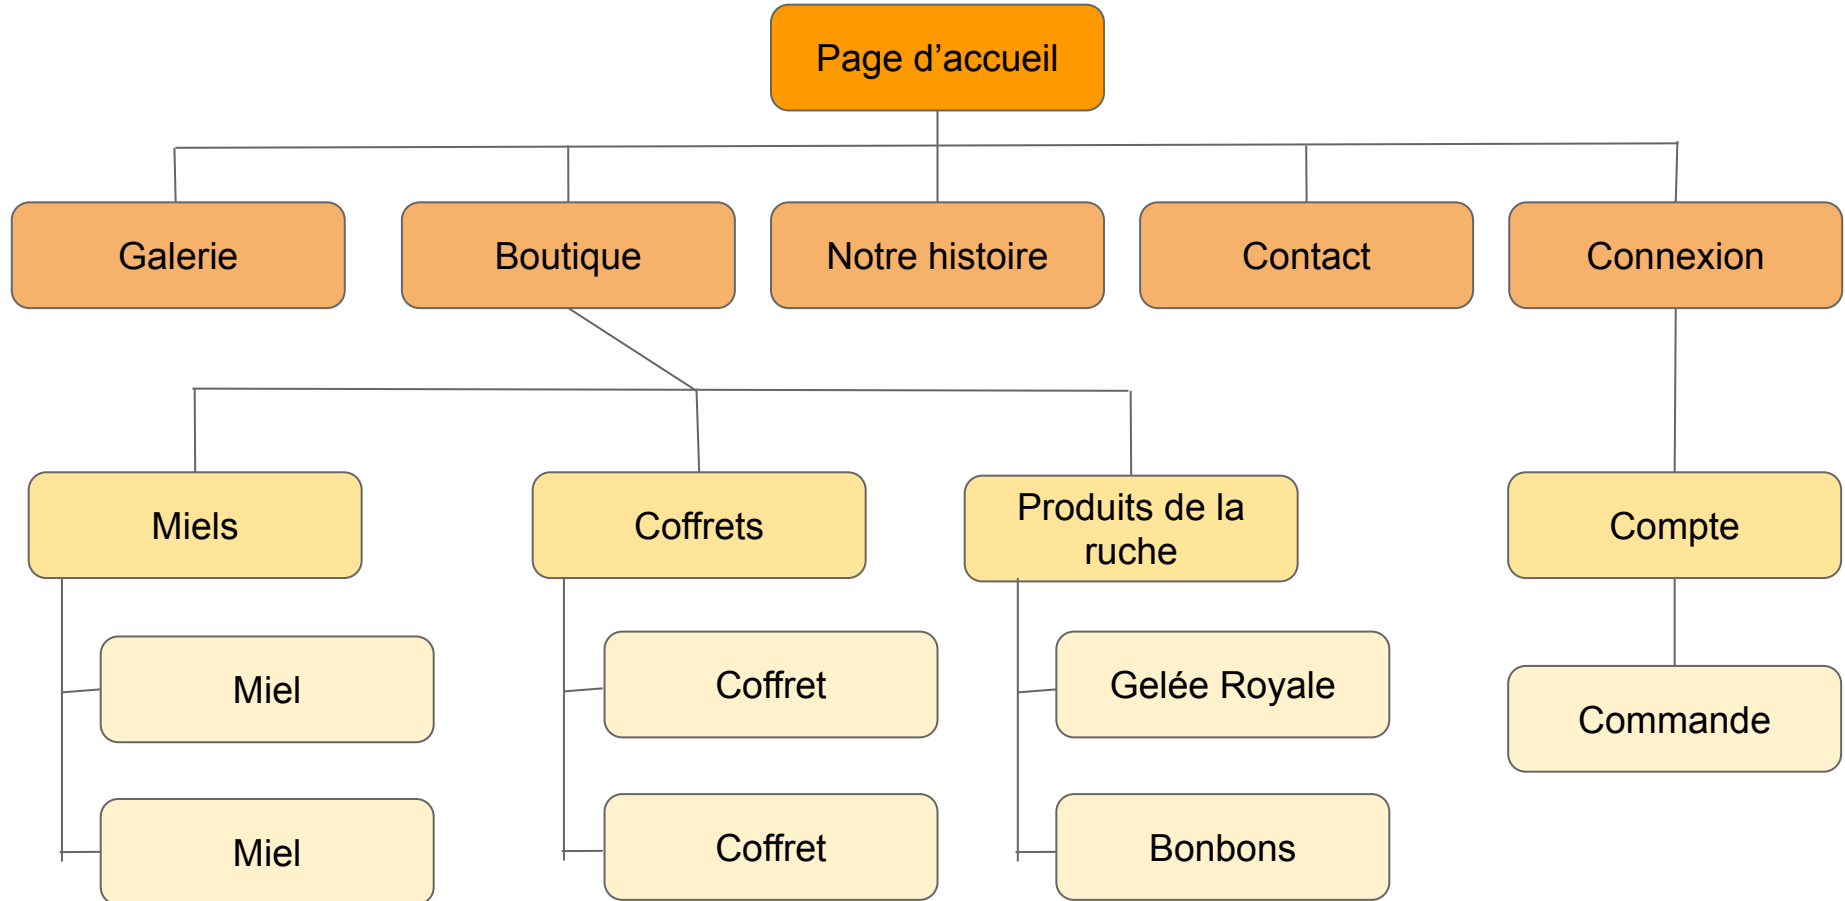 Page d’accueil
Galerie
Boutique
Notre histoire
Contact
Connexion
Miels
Coffrets
Produits de la
ruche
Compte
Miel
Coffret
Gelée Royale
Commande
Miel
Coffret
Bonbons